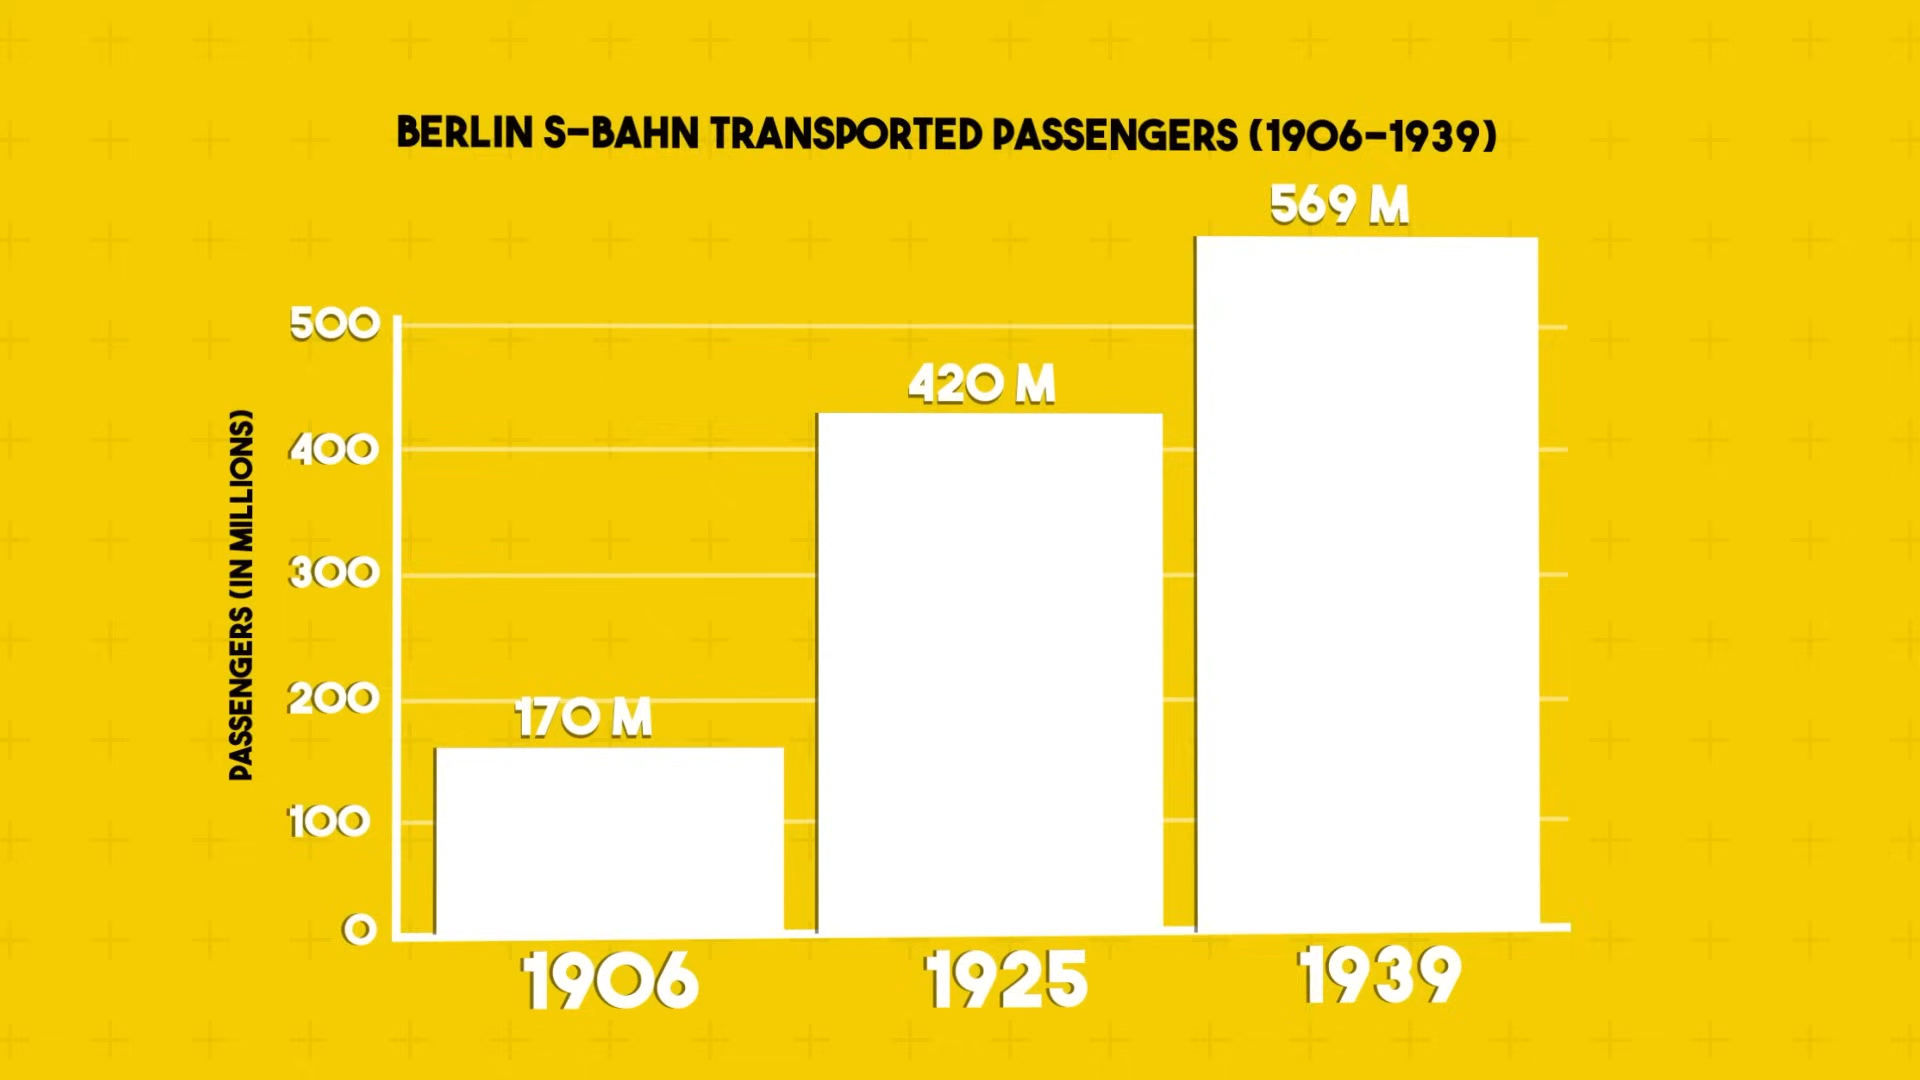 BERLIN S-BAHN TRANSPORTED PASSENGERS (1906-1939)
569 M
500
420 M
400
PASSENGERS (IN MILLIONS)
300
200
170 M
100
0
1906
1925
1939